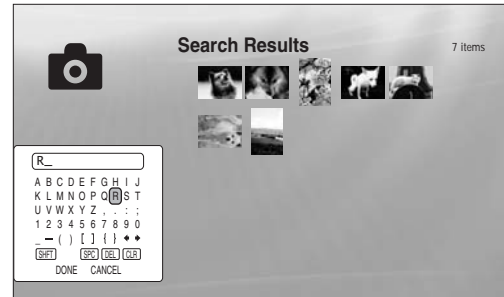 Search Results
7 items
R_
A B C D E F G H I J
K L M N O P Q R S T
U V W X Y Z , . : ;
1 2 3 4 5 6 7 8 9 0
_ — ( ) [ ] { }
SHFT SPC DEL CLR
DONE CANCEL